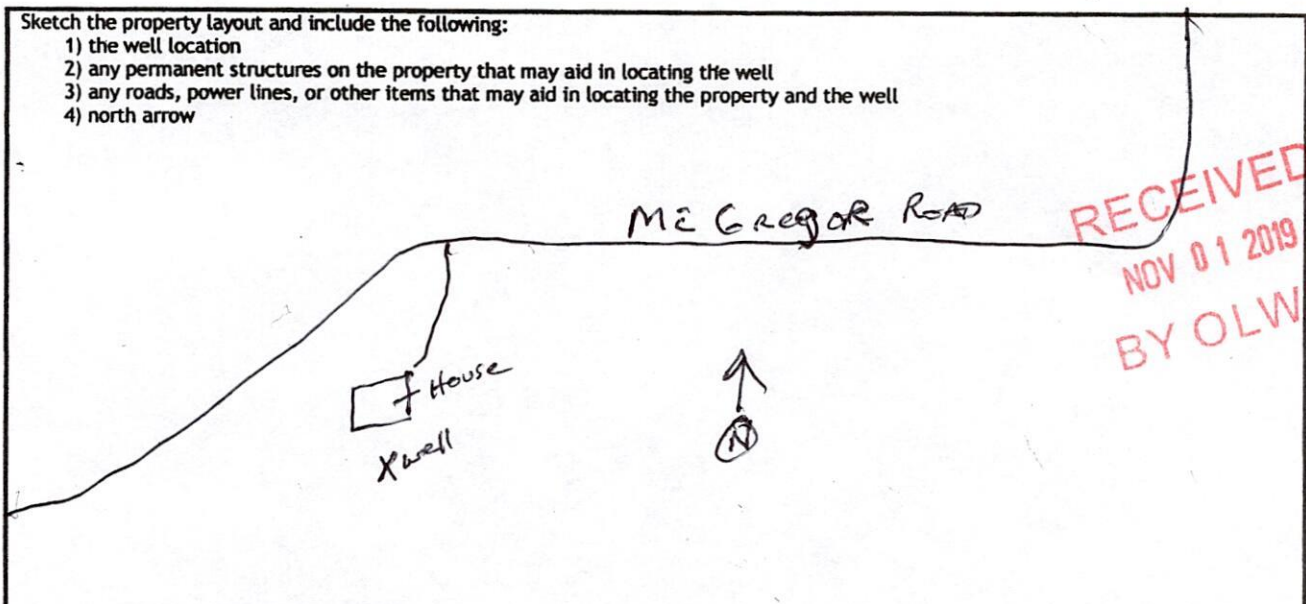 Sketch the property layout and include the following:
1) the well location
2) any permanent structures on the property that may aid in locating the well
3) any roads, power lines, or other items that may aid in locating the property and the well
4) north arrow
Mc Gregor Road
RECEIVED
NOV 01 2019
BY OLW
House
X well
N